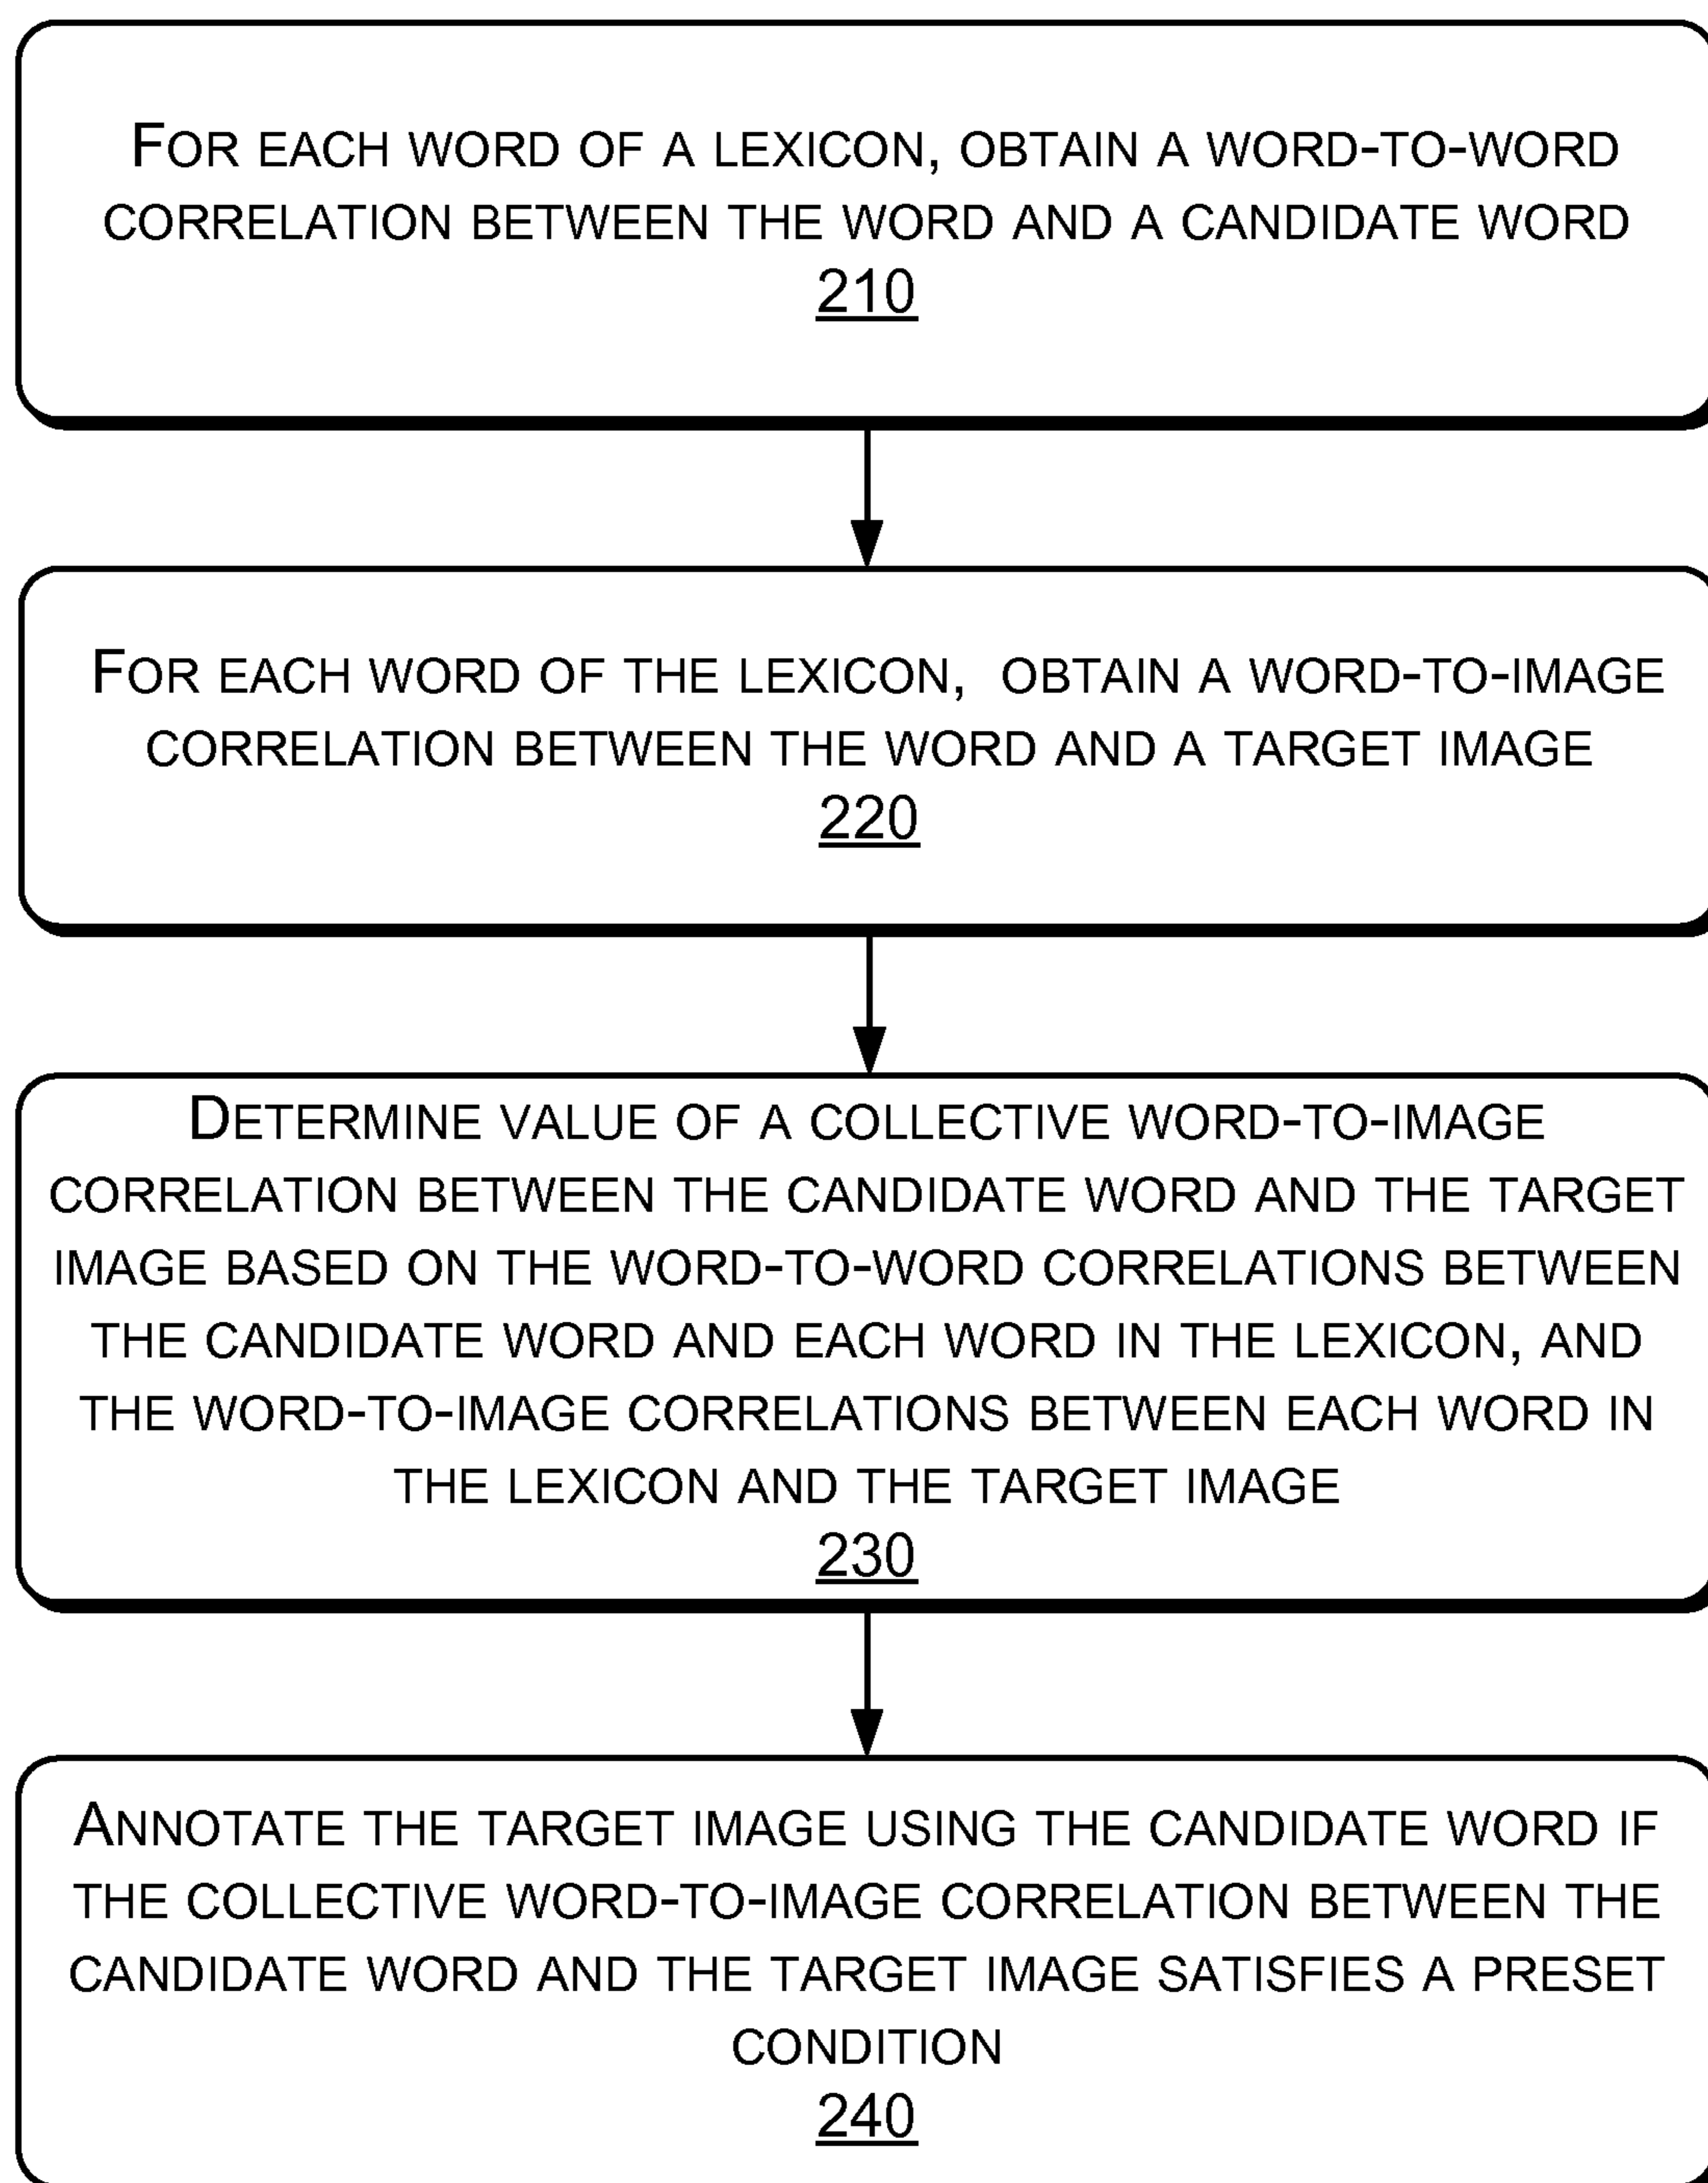 FOR EACH WORD OF A LEXICON, OBTAIN A WORD-TO-WORD
CORRELATION BETWEEN THE WORD AND A CANDIDATE WORD
210
FOR EACH WORD OF THE LEXICON, OBTAIN A WORD-TO-IMAGE
CORRELATION BETWEEN THE WORD AND A TARGET IMAGE
220
DETERMINE VALUE OF A COLLECTIVE WORD-TO-IMAGE
CORRELATION BETWEEN THE CANDIDATE WORD AND THE TARGET
IMAGE BASED ON THE WORD-TO-WORD CORRELATIONS BETWEEN
THE CANDIDATE WORD AND EACH WORD IN THE LEXICON, AND
THE WORD-TO-IMAGE CORRELATIONS BETWEEN EACH WORD IN
THE LEXICON AND THE TARGET IMAGE
230
ANNOTATE THE TARGET IMAGE USING THE CANDIDATE WORD IF
THE COLLECTIVE WORD-TO-IMAGE CORRELATION BETWEEN THE
CANDIDATE WORD AND THE TARGET IMAGE SATISFIES A PRESET
CONDITION
240